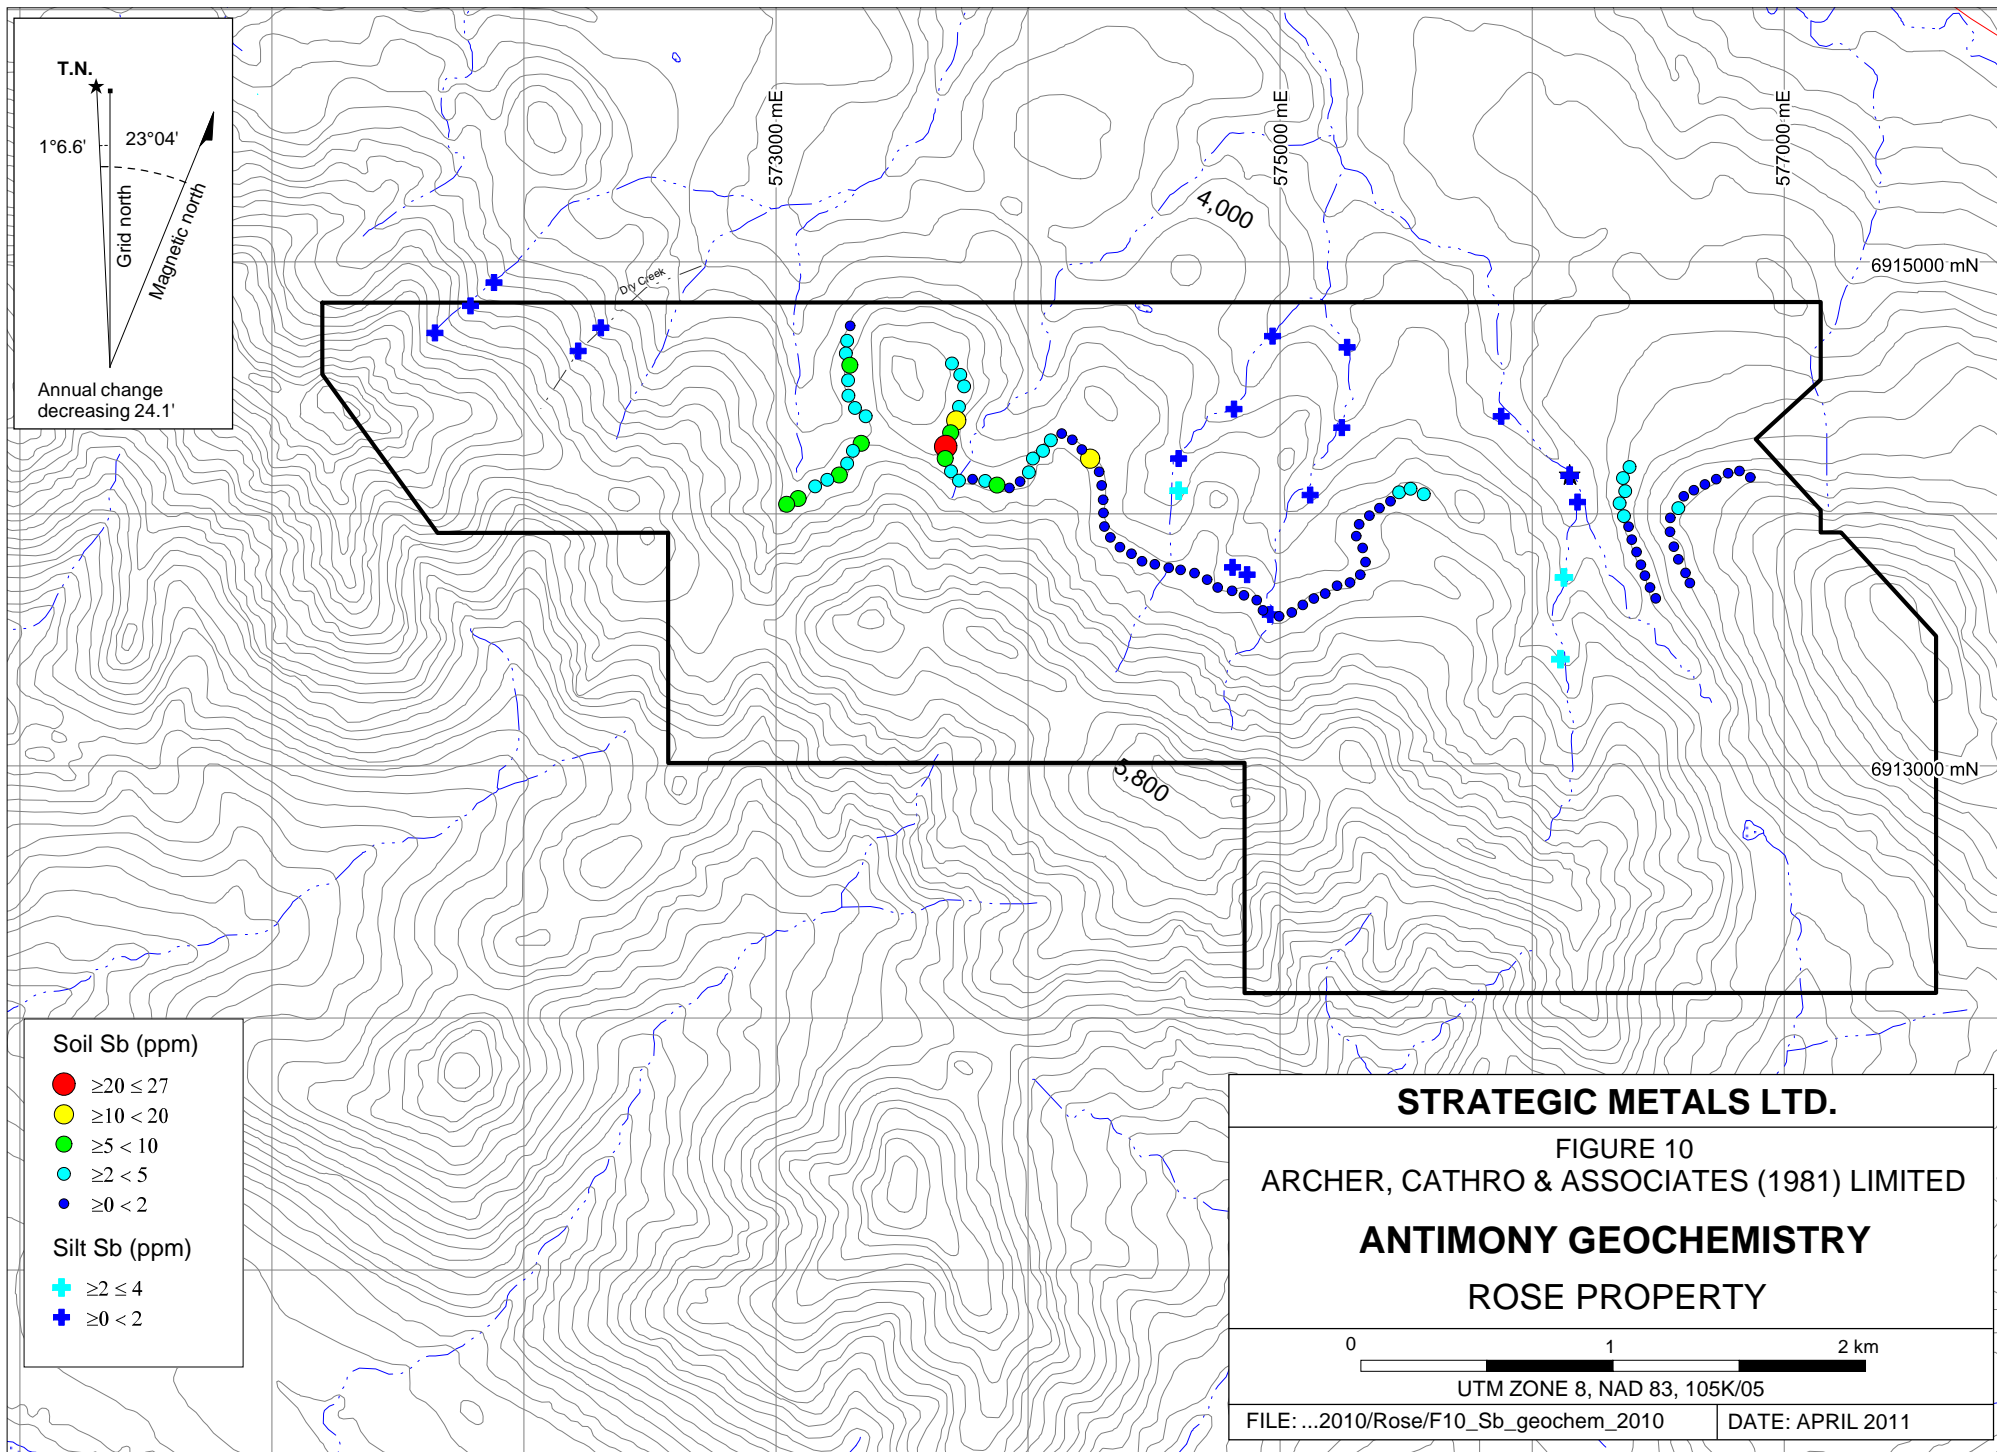 T.N.
1°6.6'
23°04'
Grid north
Magnetic north
Annual change
decreasing 24.1'
573000 mE
575000 mE
577000 mE
4,000
6915000 mN
Dry Creek
6913000 mN
5,800
Soil Sb (ppm)
≥20 ≤ 27
≥10 < 20
≥5 < 10
≥2 < 5
≥0 < 2
Silt Sb (ppm)
≥2 ≤ 4
≥0 < 2
STRATEGIC METALS LTD.
FIGURE 10
ARCHER, CATHRO & ASSOCIATES (1981) LIMITED
ANTIMONY GEOCHEMISTRY
ROSE PROPERTY
0 1 2 km
UTM ZONE 8, NAD 83, 105K/05
FILE: ...2010/Rose/F10_Sb_geochem_2010
DATE: APRIL 2011